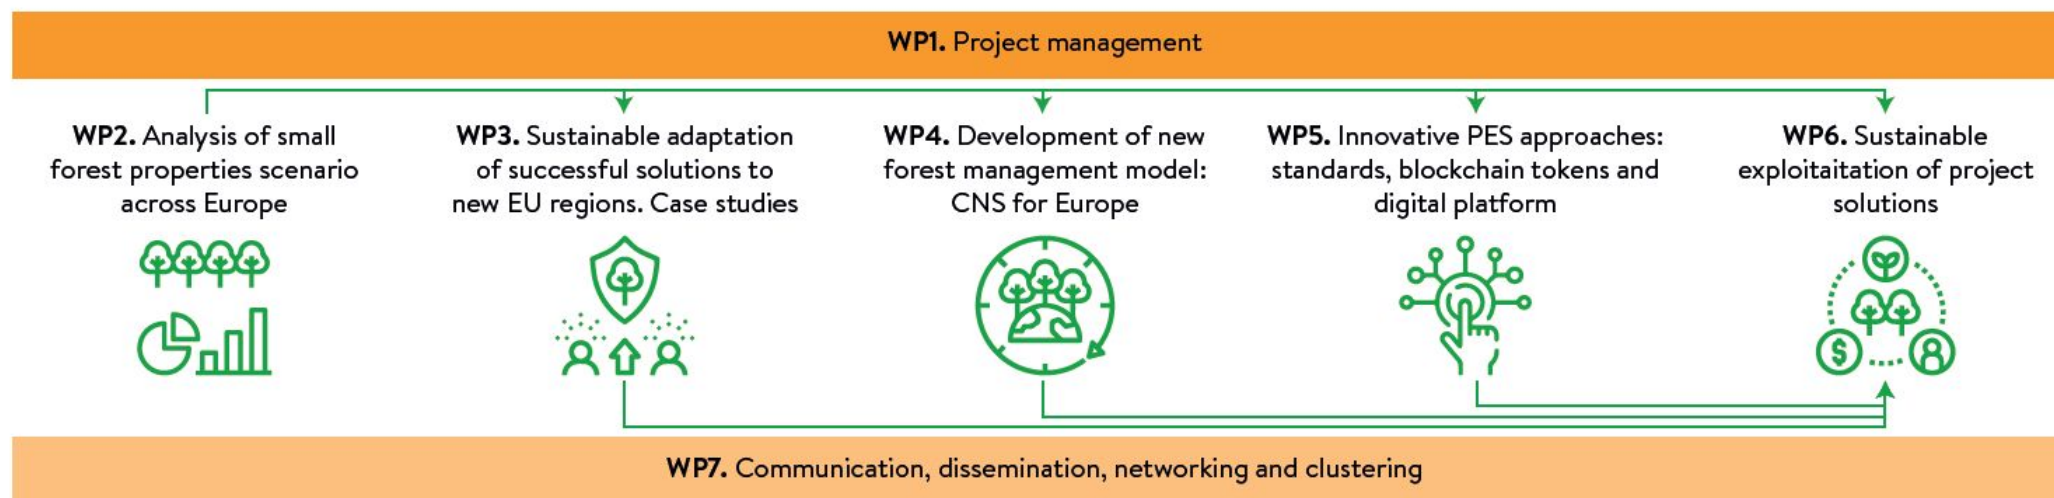 WP1. Project management
WP2. Analysis of small
forest properties scenario
across Europe
WP3. Sustainable adaptation
of successful solutions to
new EU regions. Case studies
WP4. Development of new
forest management model:
CNS for Europe
WP5. Innovative PES approaches:
standards, blockchain tokens and
digital platform
WP6. Sustainable
exploitaitation of project
solutions
$
WP7. Communication, dissemination, networking and clustering